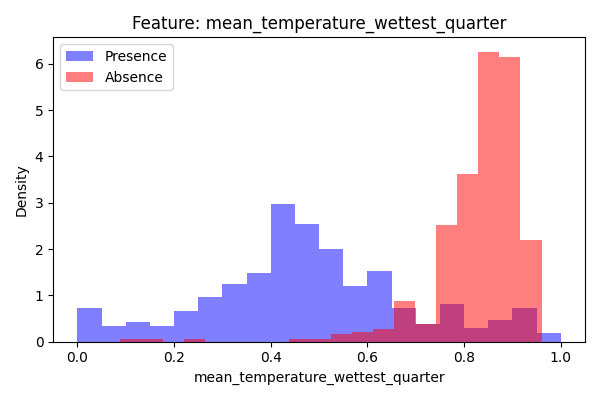 Feature: mean_temperature_wettest_quarter
Presence
Absence
Density
6
5
4
3
2
1
0
0.0 0.2 0.4 0.6 0.8 1.0
mean_temperature_wettest_quarter